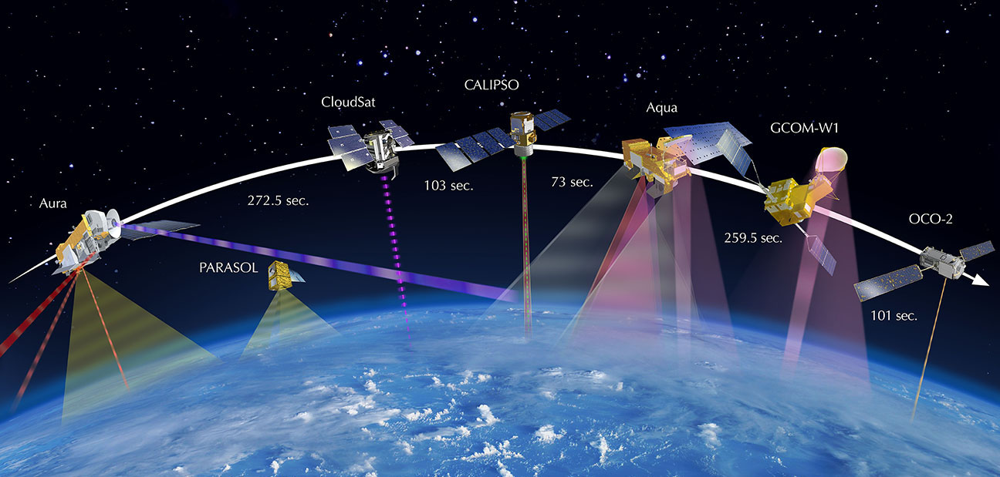 CALIPSO
CloudSat
Aqua
GCOM-W1
103 sec.
73 sec.
Aura
272.5 sec.
OCO-2
259.5 sec.
PARASOL
101 sec.